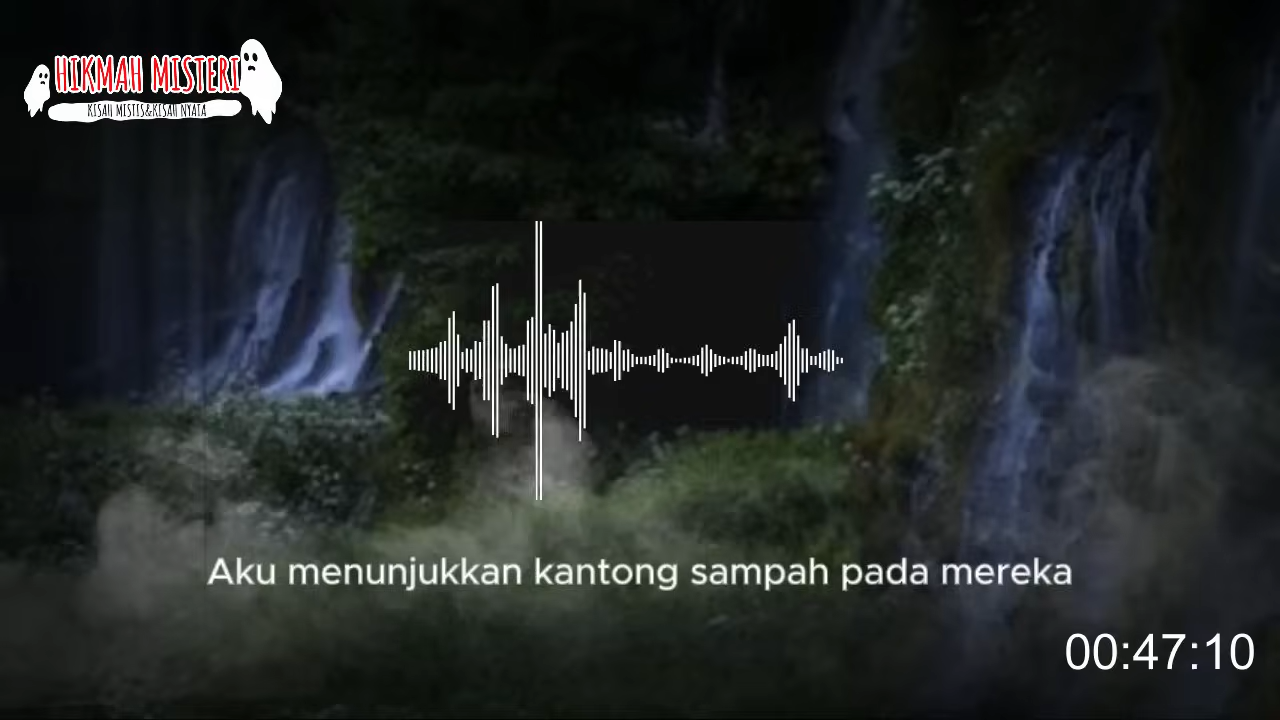 HIKMAH MISTERI
KISAH MISTIS&KISAH NYATA
Aku menunjukkan kantong sampah pada mereka
00:47:10